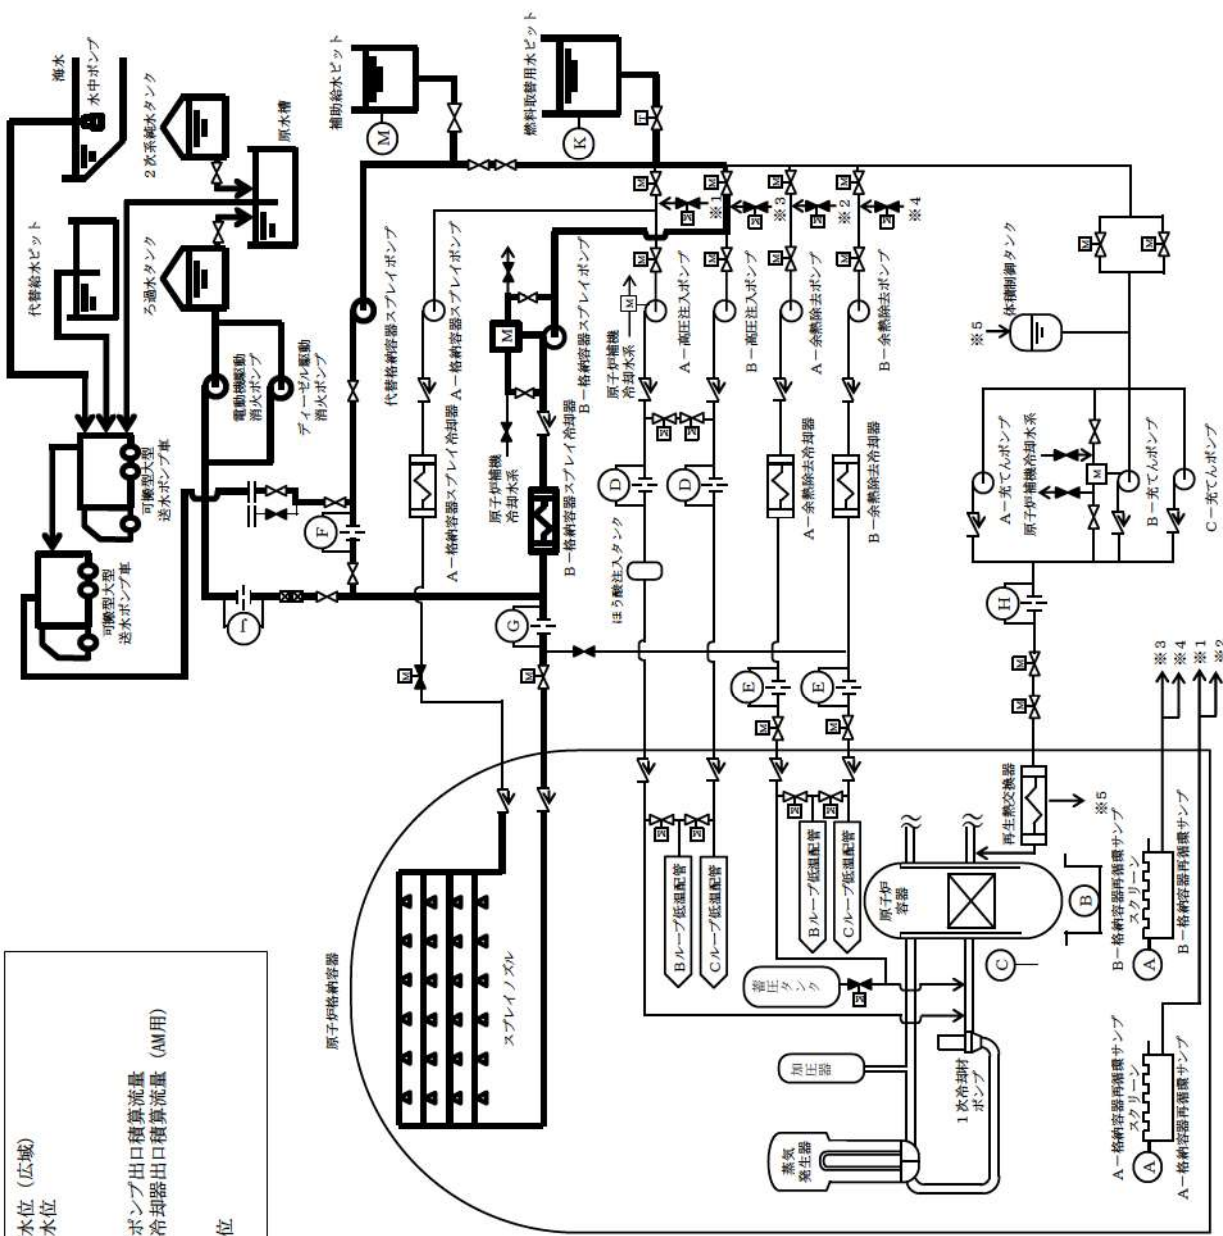 水位（広域）
水位
ポンプ出口積算流量
冷却器出口積算流量（AM用）
位
海水
水中ポンプ
2次系純水タンク
原水槽
代替給水ピット
ろ過水タンク
可搬型大型
送水ポンプ車
可搬型大型
送水ポンプ車
電動機駆動
消火ポンプ
ディーゼル駆動
消火ポンプ
補助給水ピット
M
燃料取替用水ピット
K
代替格納容器スプレイポンプ
A－格納容器スプレイポンプ
A－格納容器スプレイ冷却器
原子炉補機
冷却水系
B－格納容器スプレイポンプ
B－格納容器スプレイ冷却器
F
J
G
原子炉補機
冷却水系
A－高圧注入ポンプ
B－高圧注入ポンプ
A－余熱除去ポンプ
B－余熱除去ポンプ
※1
※3
※2
※4
D
D
ほう酸注入タンク
A－余熱除去冷却器
B－余熱除去冷却器
E
E
体積制御タンク
※5
A－充てんポンプ
原子炉補機冷却水系
B－充てんポンプ
C－充てんポンプ
H
原子炉格納容器
スプレイノズル
Bループ低温配管
Cループ低温配管
Bループ低温配管
Cループ低温配管
蓄圧タンク
加圧器
蒸気
発生器
1次冷却材
ポンプ
原子炉
容器
C
B
再生熱交換器
※5
B－格納容器再循環サンプ
スクリーン
A
B－格納容器再循環サンプ
A－格納容器再循環サンプ
スクリーン
A
A－格納容器再循環サンプ
※3
※4
※1
※2